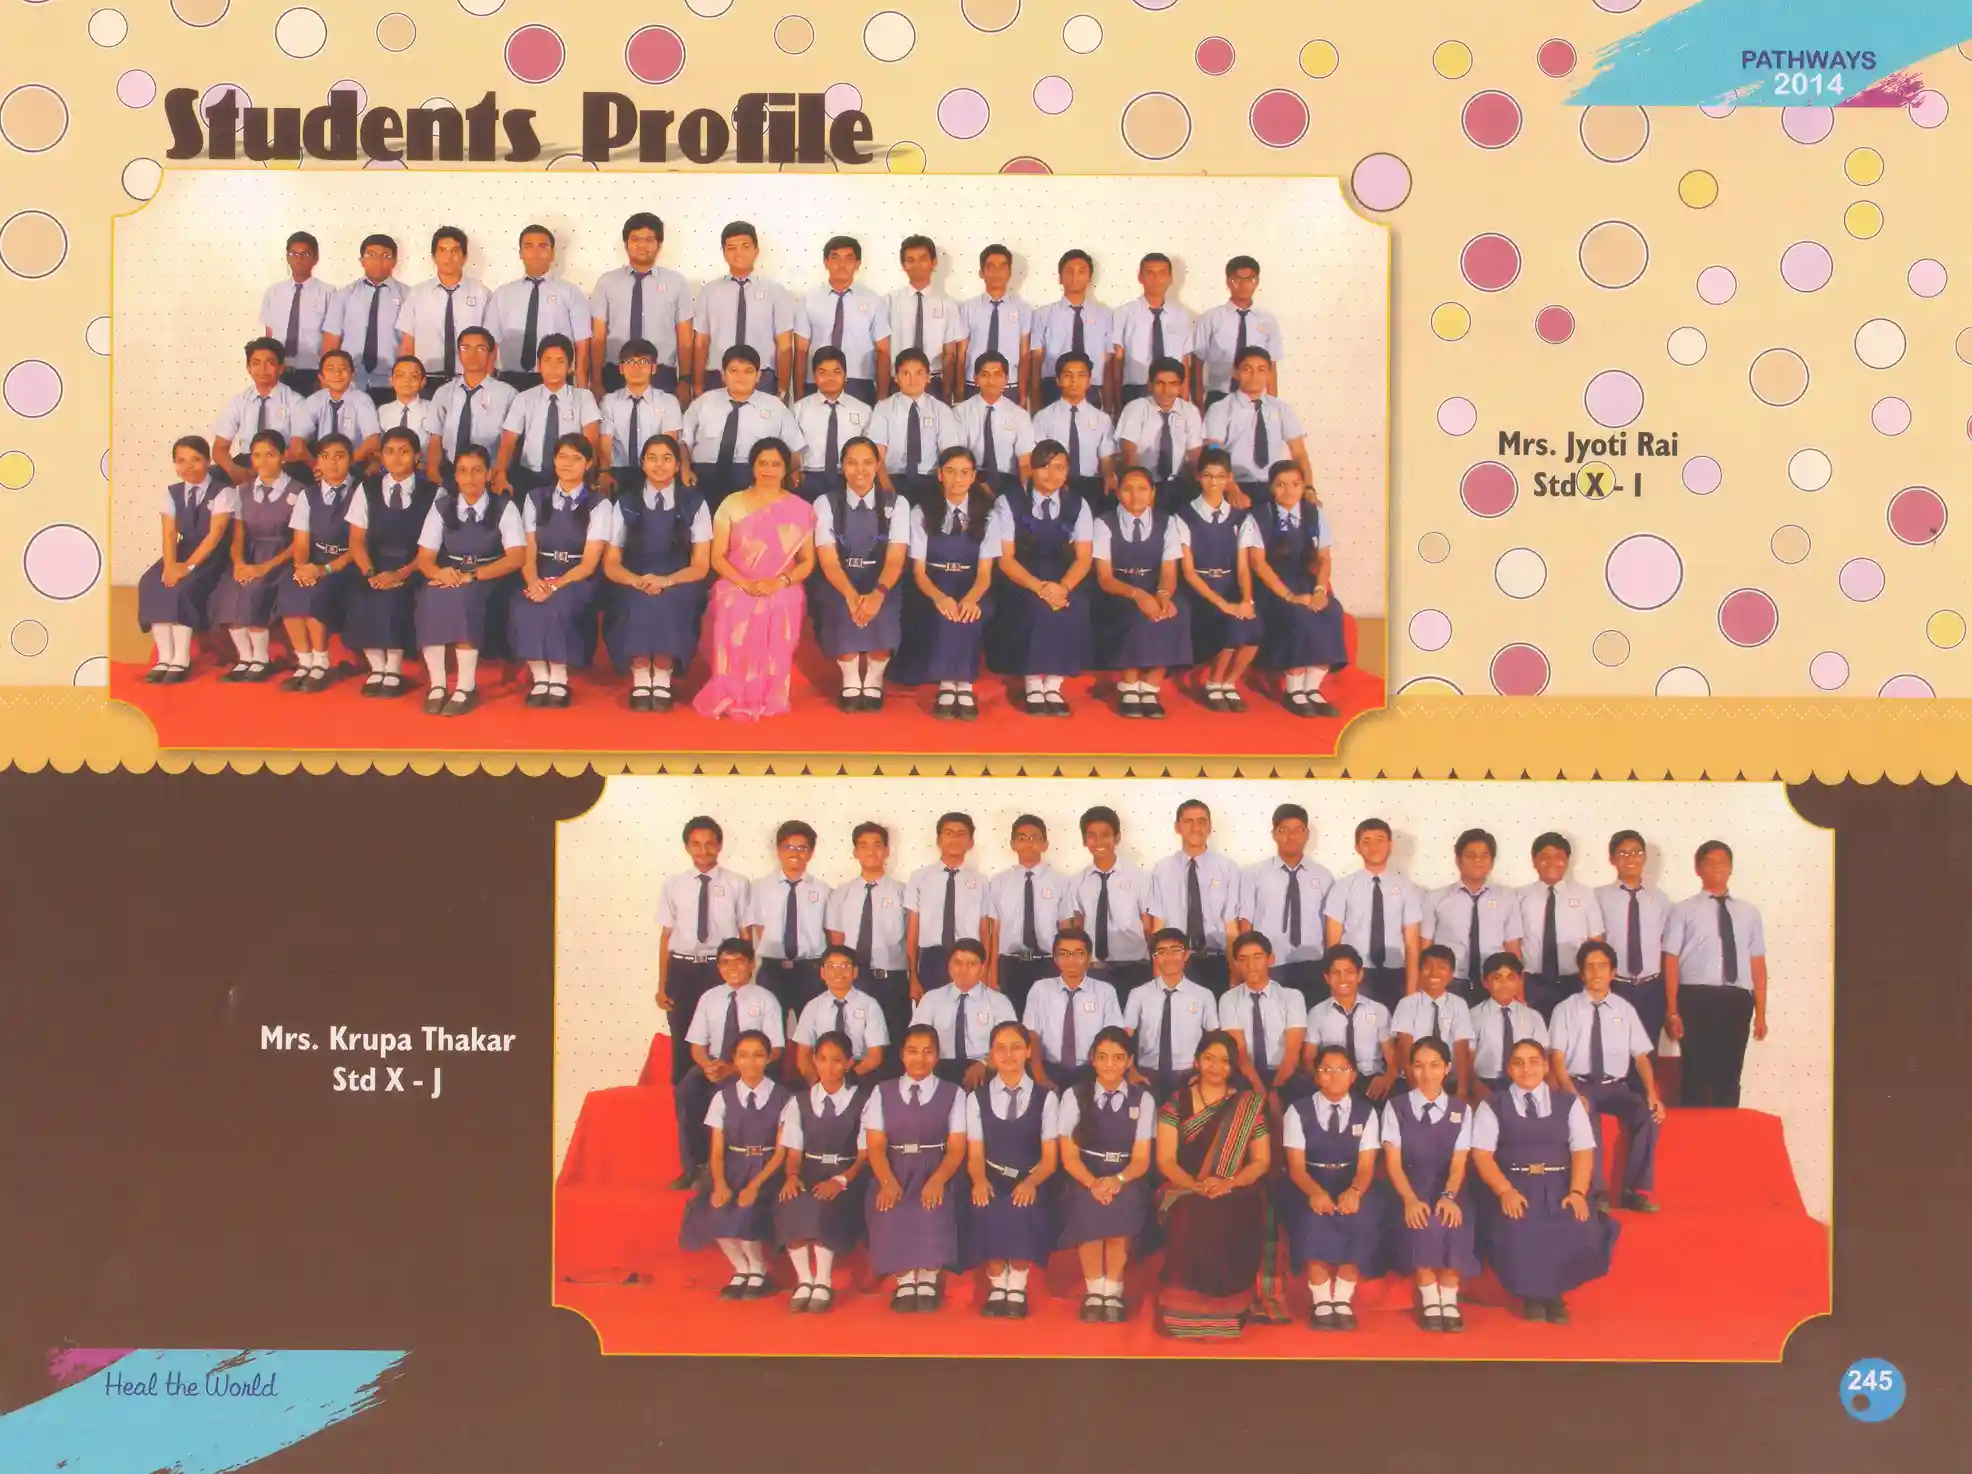 PATHWAYS
2014
Students Profile
Mrs. Jyoti Rai
Std X - I
Mrs. Krupa Thakar
Std X - J
Heal the World
245